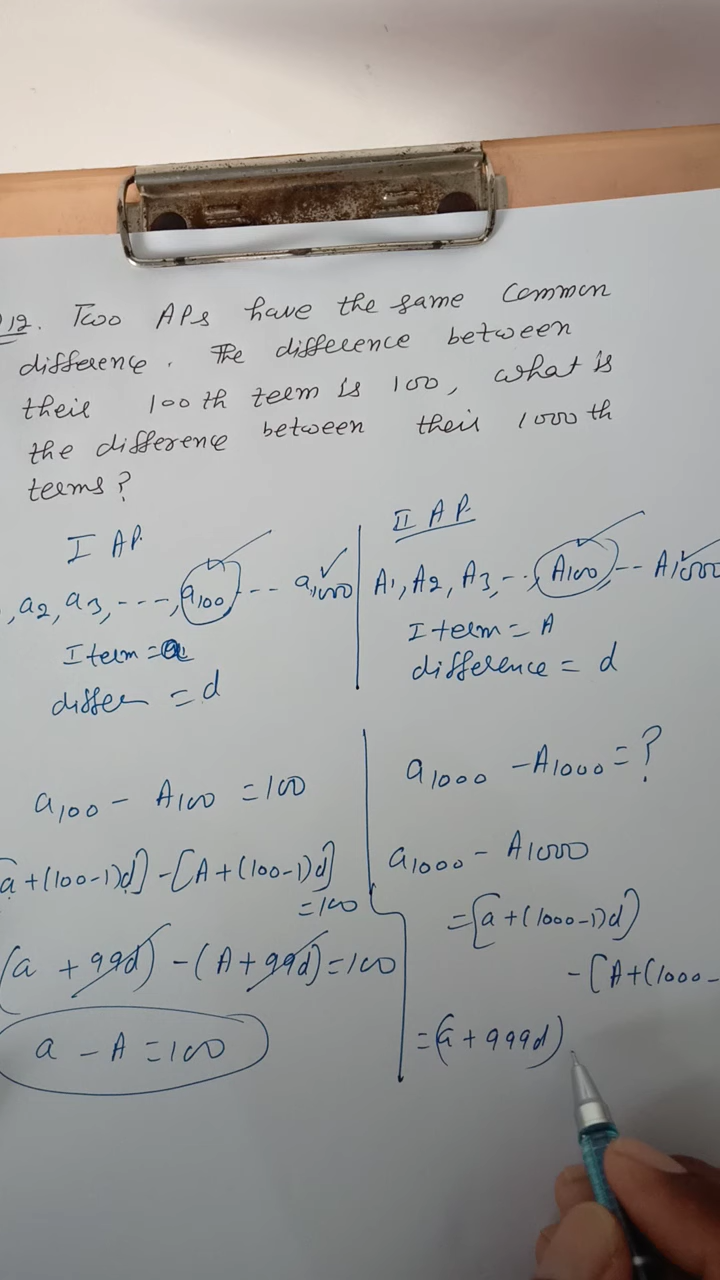 12. Two APs have the same common
difference. The difference between
their 100th term is 100, what is
the difference between their 1000th
terms?
I AP.
, a2, a3, ----, a100 -- a1000
I term = a
differ = d
II AP.
A1, A2, A3, --, A100, -- A1000
I term = A
difference = d
a100 - A100 = 100
a + (100-1)d] - [A + (100-1)d]
= 100
(a + 99d) - (A + 99d) = 100
a - A = 100
a1000 - A1000 = ?
a1000 - A1000
= [a + (1000-1)d]
- [A + (1000-
= (a + 999d)